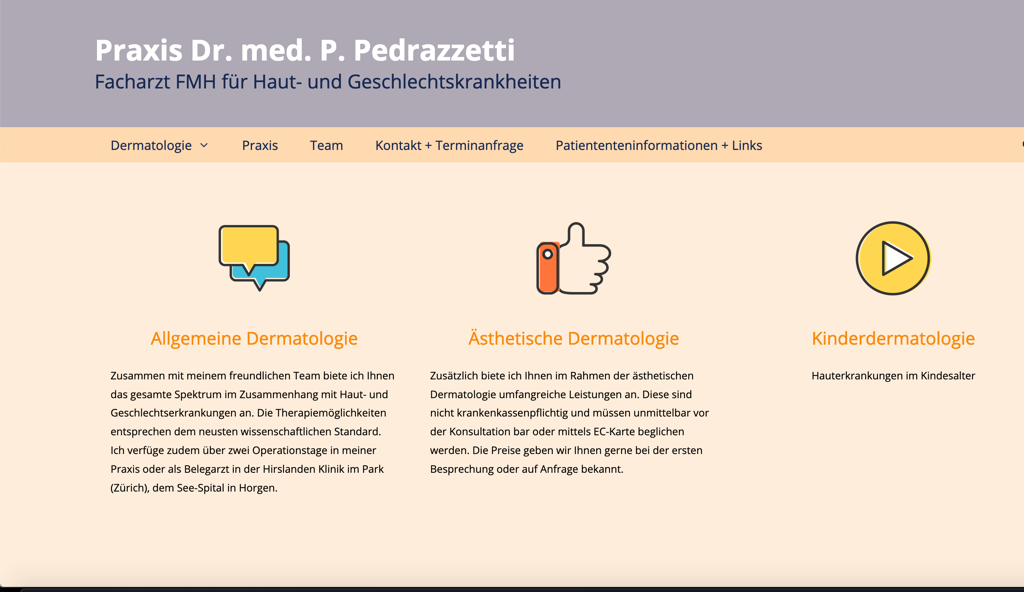 Praxis Dr. med. P. Pedrazzetti
Facharzt FMH für Haut- und Geschlechtskrankheiten
Dermatologie
Praxis
Team
Kontakt + Terminanfrage
Patiententeninformationen + Links
Allgemeine Dermatologie
Zusammen mit meinem freundlichen Team biete ich Ihnen
das gesamte Spektrum im Zusammenhang mit Haut- und
Geschlechtserkrankungen an. Die Therapiemöglichkeiten
entsprechen dem neusten wissenschaftlichen Standard.
Ich verfüge zudem über zwei Operationstage in meiner
Praxis oder als Belegarzt in der Hirslanden Klinik im Park
(Zürich), dem See-Spital in Horgen.
Ästhetische Dermatologie
Zusätzlich biete ich Ihnen im Rahmen der ästhetischen
Dermatologie umfangreiche Leistungen an. Diese sind
nicht krankenkassenpflichtig und müssen unmittelbar vor
der Konsultation bar oder mittels EC-Karte beglichen
werden. Die Preise geben wir Ihnen gerne bei der ersten
Besprechung oder auf Anfrage bekannt.
Kinderdermatologie
Hauterkrankungen im Kindesalter